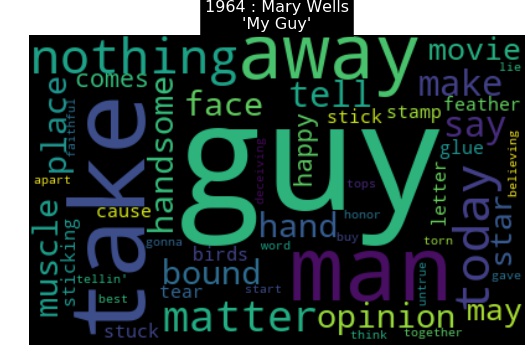 1964 : Mary Wells
'My Guy'
nothing
away
movie
lie
comes
tell
make
place
faithful
handsome
face
stick
stamp
feather
take
guy
happy
say
deceiving
glue
believing
apart
tops
letter
cause
hand
honor
today
star
muscle
sticking
gonna
word
buy
torn
birds
man
tellin'
bound
untrue
gave
best
tear
start
stuck
matter
opinion
may
think
together